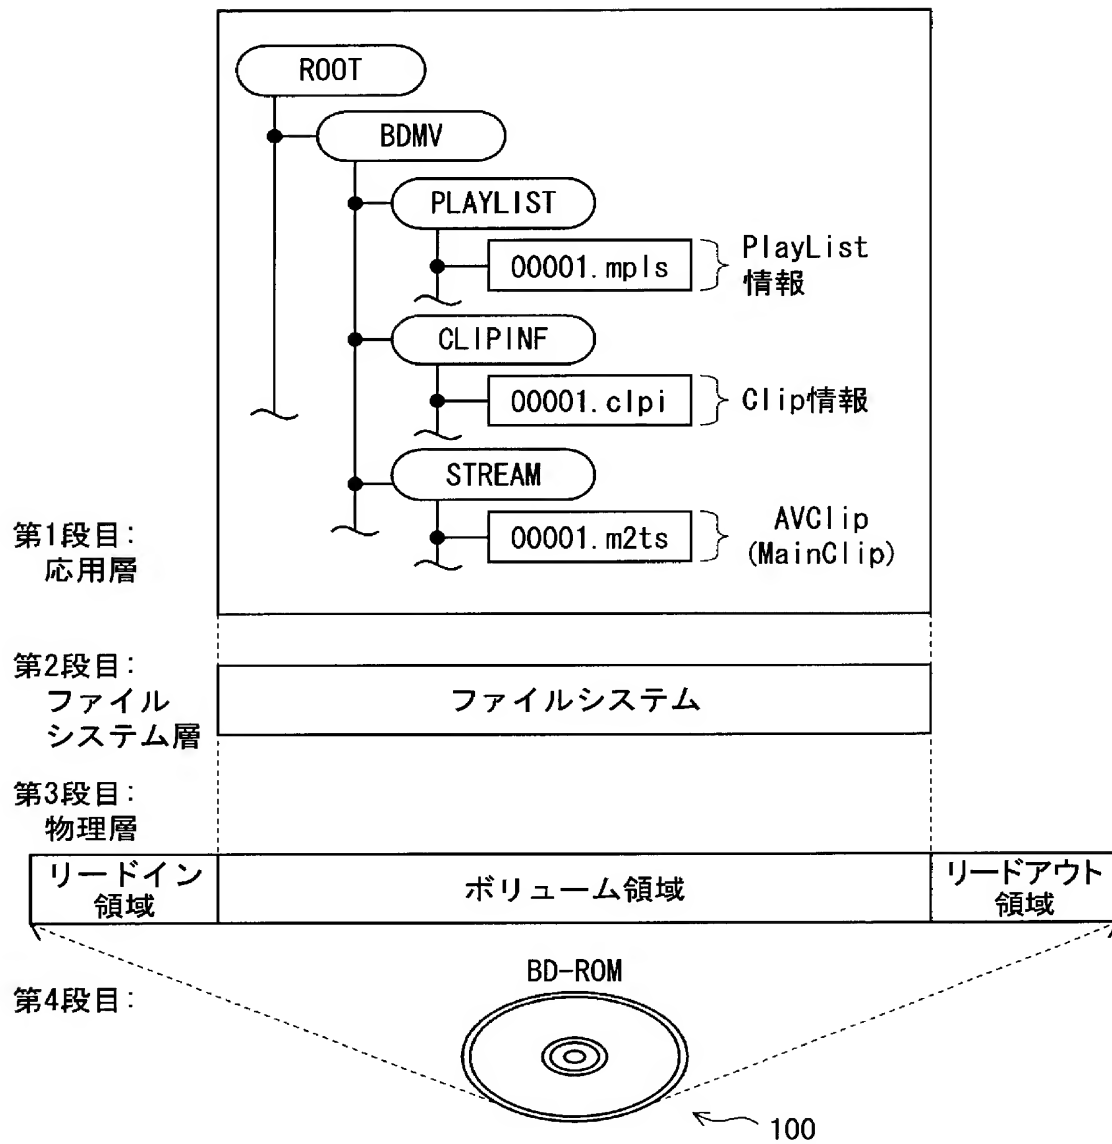 ROOT
BDMV
PLAYLIST
00001.mpls
PlayList
情報
CLIPINF
00001.clpi
Clip情報
STREAM
00001.m2ts
AVClip
(MainClip)
第1段目:
応用層
第2段目:
ファイル
システム層
ファイルシステム
第3段目:
物理層
リードイン
領域
ボリューム領域
リードアウト
領域
第4段目:
BD-ROM
100